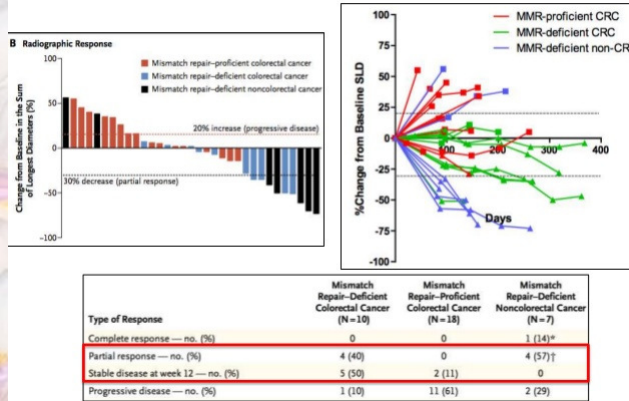 B Radiographic Response
100
50
0
-50
-100
Change from Baseline in the Sum
of Longest Diameters (%)
Mismatch repair–proficient colorectal cancer
Mismatch repair–deficient colorectal cancer
Mismatch repair–deficient noncolorectal cancer
20% increase (progressive disease)
30% decrease (partial response)
100
75
50
25
0
-25
-50
-75
-100
%Change from Baseline SLD
MMR-proficient CRC
MMR-deficient CRC
MMR-deficient non-CR
100
200
300
400
Days
Type of Response
Mismatch
Repair–Deficient
Colorectal Cancer
(N=10)
Mismatch
Repair–Proficient
Colorectal Cancer
(N=18)
Mismatch
Repair–Deficient
Noncolorectal Cancer
(N=7)
Complete response — no. (%) 0 0 1 (14)*
Partial response — no. (%) 4 (40) 0 4 (57)†
Stable disease at week 12 — no. (%) 5 (50) 2 (11) 0
Progressive disease — no. (%) 1 (10) 11 (61) 2 (29)